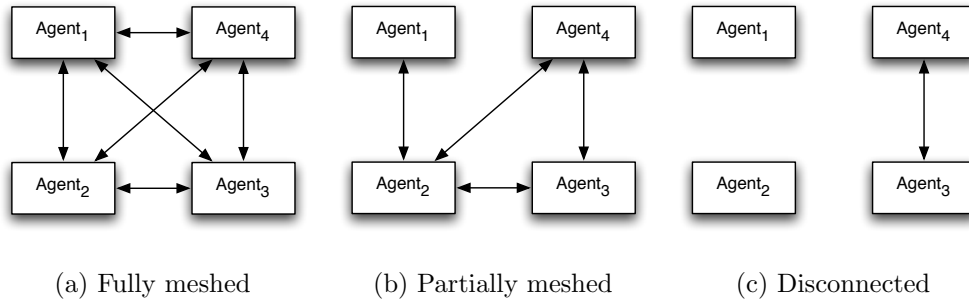 Agent1 Agent4 Agent1 Agent4 Agent1 Agent4
Agent2 Agent3 Agent2 Agent3 Agent2 Agent3
(a) Fully meshed (b) Partially meshed (c) Disconnected